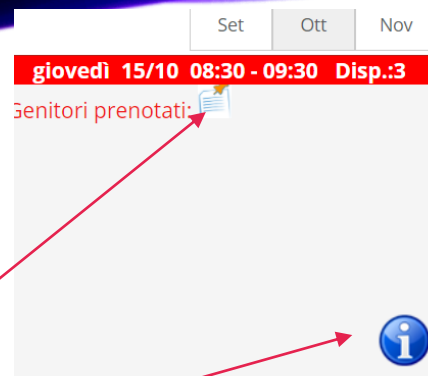 Set Ott Nov
giovedì 15/10 08:30 - 09:30 Disp.:3
Genitori prenotati: